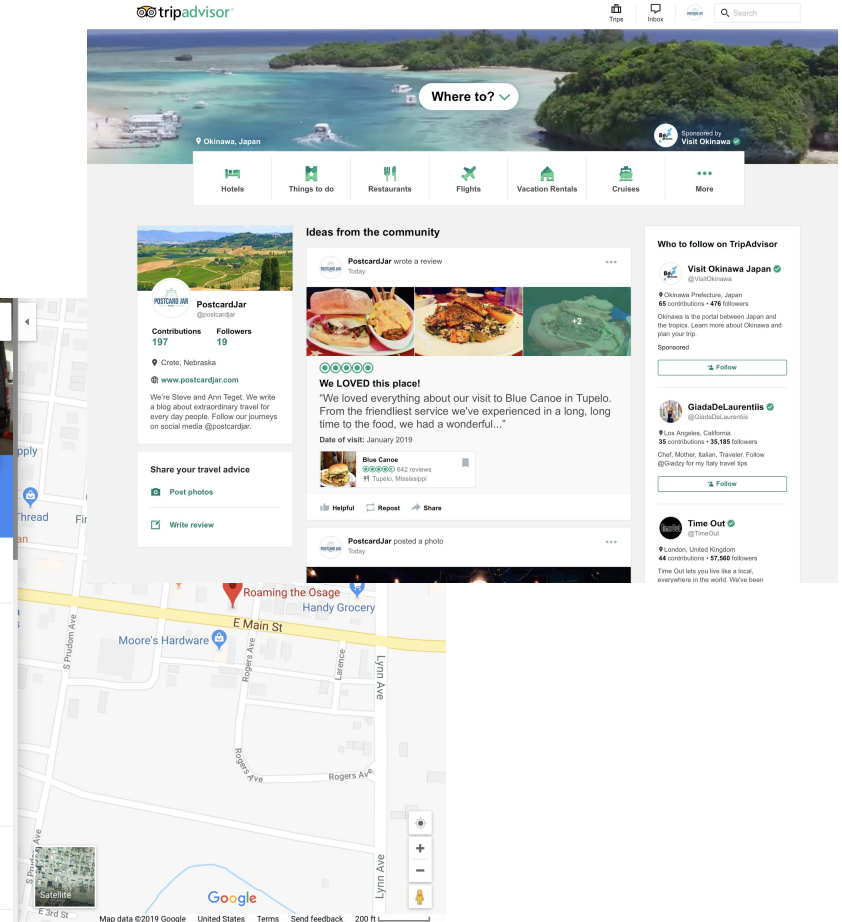 tripadvisor
Trips
Inbox
Search
Where to?
Okinawa, Japan
Sponsored by
Visit Okinawa
Hotels
Things to do
Restaurants
Flights
Vacation Rentals
Cruises
More
POSTCARD JAR
PostcardJar
@postcardjar
Contributions Followers
197 19
Crete, Nebraska
www.postcardjar.com
We're Steve and Ann Teget. We write
a blog about extraordinary travel for
every day people. Follow our journeys
on social media @postcardjar.
Share your travel advice
Post photos
Write review
Ideas from the community
PostcardJar wrote a review
Today
+2
We LOVED this place!
"We loved everything about our visit to Blue Canoe in Tupelo.
From the friendliest service we've experienced in a long, long
time to the food, we had a wonderful..."
Date of visit: January 2019
Blue Canoe
642 reviews
Tupelo, Mississippi
Helpful Repost Share
PostcardJar posted a photo
Today
Who to follow on TripAdvisor
Visit Okinawa Japan
@VisitOkinawa
Okinawa Prefecture, Japan
65 contributions • 476 followers
Okinawa is the portal between Japan and
the tropics. Learn more about Okinawa and
plan your trip.
Sponsored
Follow
GiadaDeLaurentiis
@GiadaDeLaurentiis
Los Angeles, California
35 contributions • 35,185 followers
Chef, Mother, Italian, Traveler. Follow
@Giadzy for my Italy travel tips
Follow
Time Out
@TimeOut
London, United Kingdom
44 contributions • 57,560 followers
Time Out lets you live like a local,
everywhere in the world. We've been
pply
Thread
Fir
an
Roaming the Osage
Handy Grocery
E Main St
Moore's Hardware
S Prudom Ave
Rogers Ave
Larence
Lynn Ave
Rogers Ave
Rogers Ave
Lynn Ave
Satellite
E 3rd St
Google
Map data ©2019 Google United States Terms Send feedback 200 ft